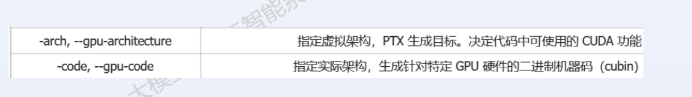 -arch, --gpu-architecture 指定虚拟架构，PTX 生成目标。决定代码中可使用的 CUDA 功能
-code, --gpu-code 指定实际架构，生成针对特定 GPU 硬件的二进制机器码（cubin）